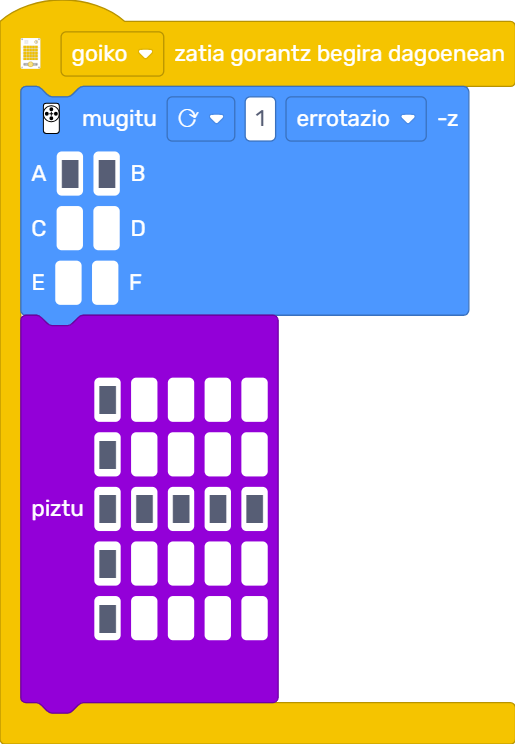 goiko zatia gorantz begira dagoenean
mugitu 1 errotazio -z
A B
C D
E F
piztu